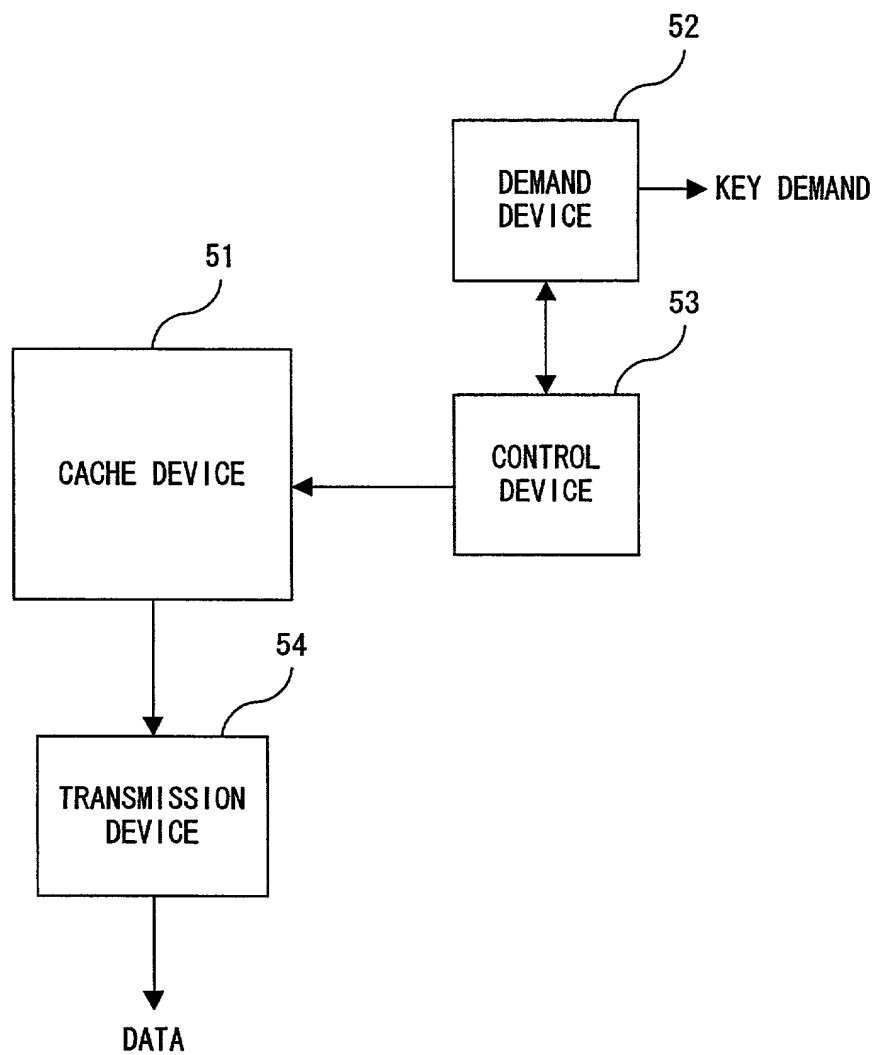 52
DEMAND
DEVICE
KEY DEMAND
51
53
CACHE DEVICE
CONTROL
DEVICE
54
TRANSMISSION
DEVICE
DATA